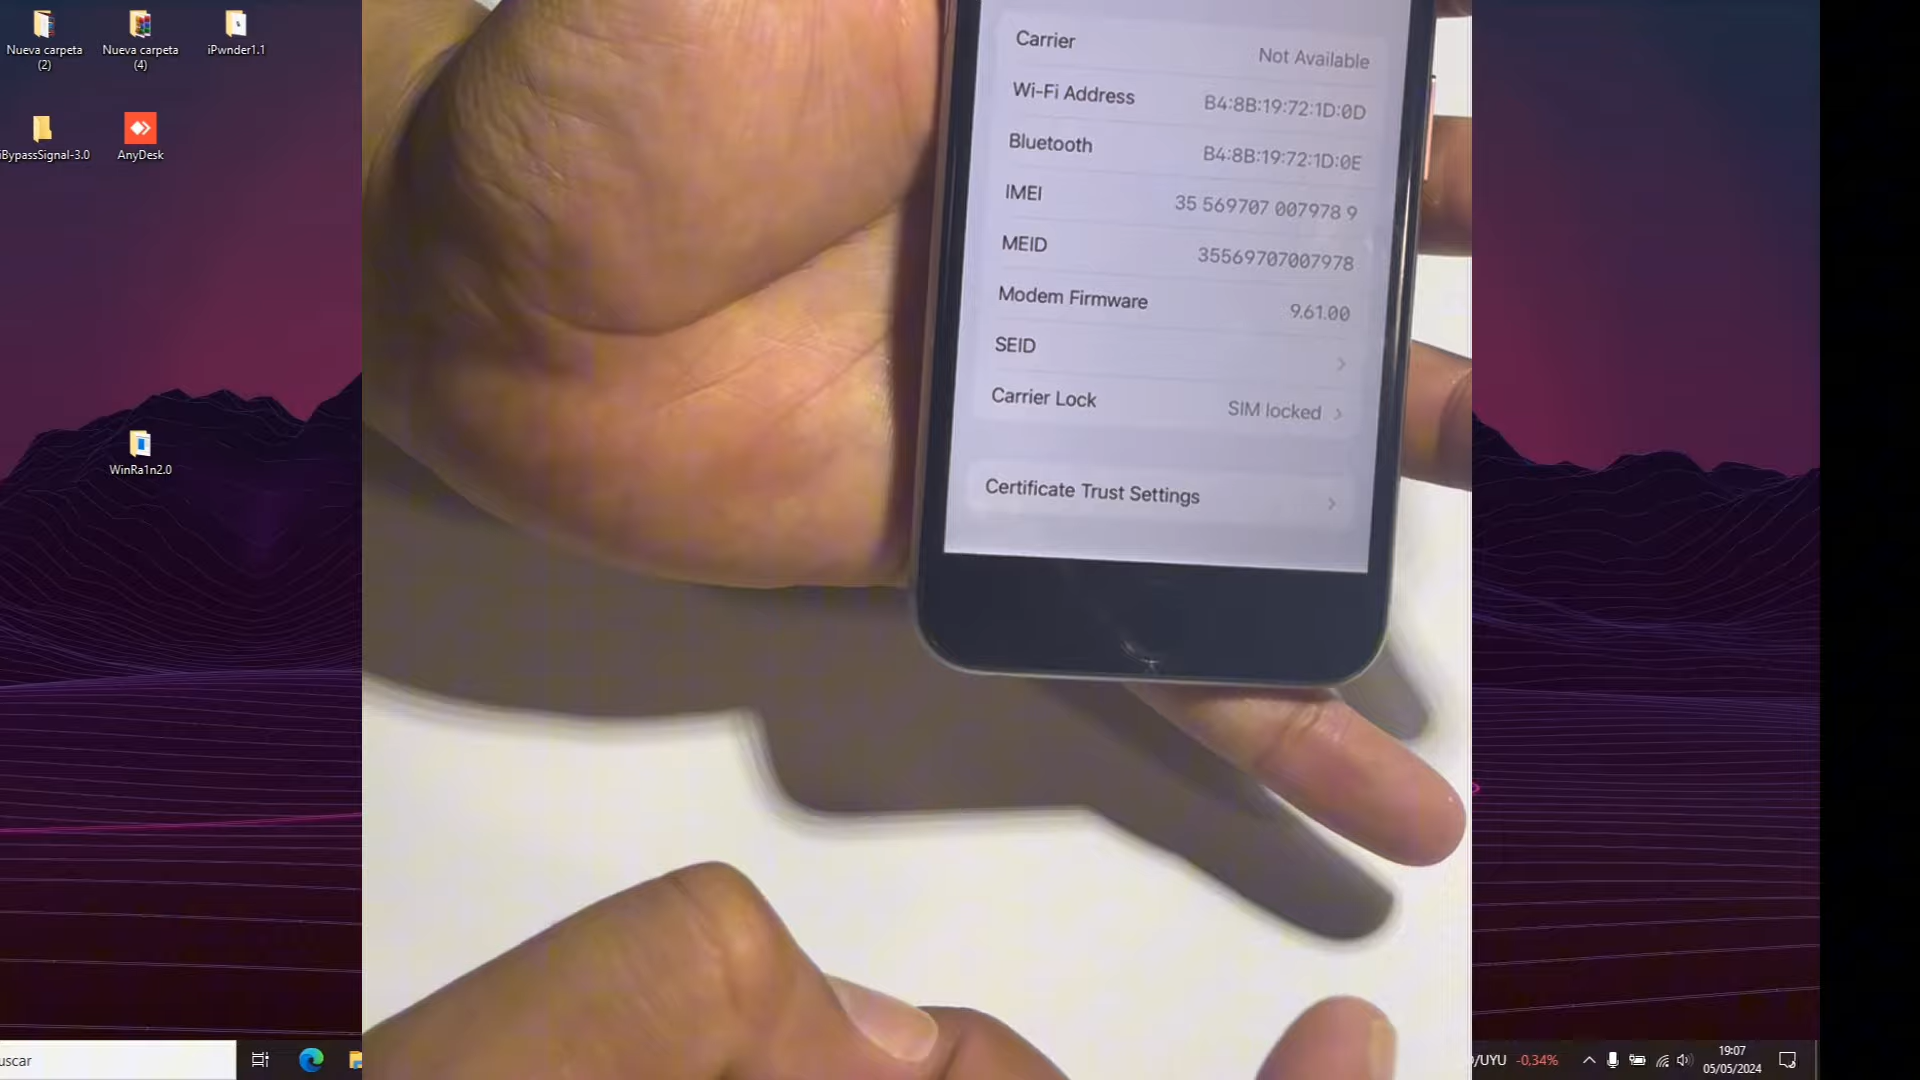 Nueva carpeta
(2)
Nueva carpeta
(4)
iPwnder1.1
iBypassSignal-3.0
AnyDesk
WinRa1n2.0
Carrier
Not Available
Wi-Fi Address
B4:8B:19:72:1D:0D
Bluetooth
B4:8B:19:72:1D:0E
IMEI
35 569707 007978 9
MEID
35569707007978
Modem Firmware
9.61.00
SEID
Carrier Lock
SIM locked
Certificate Trust Settings
uscar
/UYU
-0,34%
19:07
05/05/2024